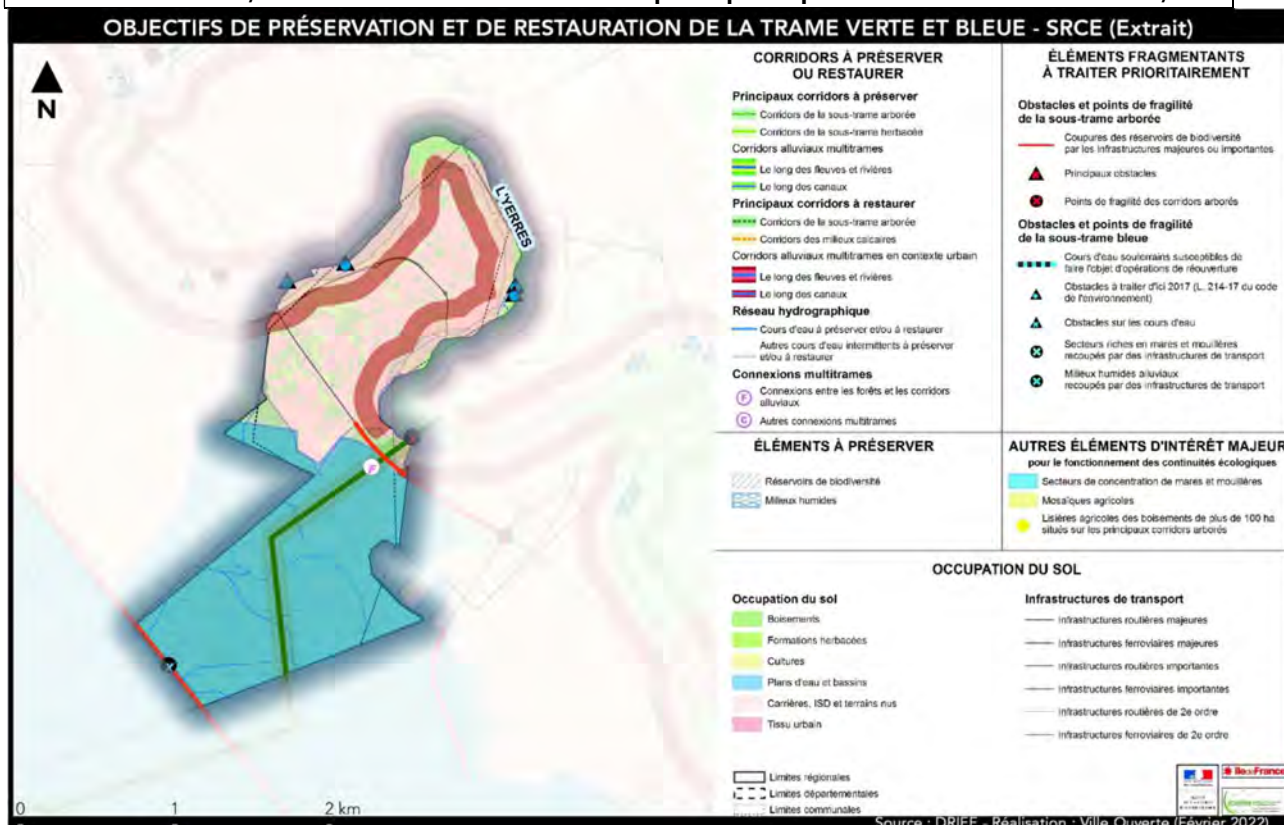 OBJECTIFS DE PRÉSERVATION ET DE RESTAURATION DE LA TRAME VERTE ET BLEUE - SRCE (Extrait)
N
L'YERRES
F
0 1 2 km
CORRIDORS À PRÉSERVER
OU RESTAURER
Principaux corridors à préserver
Corridors de la sous-trame arborée
Corridors de la sous-trame herbacée
Corridors alluviaux multitrames
Le long des fleuves et rivières
Le long des canaux
Principaux corridors à restaurer
Corridors de la sous-trame arborée
Corridors des milieux calcaires
Corridors alluviaux multitrames en contexte urbain
Le long des fleuves et rivières
Le long des canaux
Réseau hydrographique
Cours d'eau à préserver et/ou à restaurer
Autres cours d'eau intermittents à préserver
et/ou à restaurer
Connexions multitrames
F
Connexions entre les forêts et les corridors
alluviaux
C
Autres connexions multitrames
ÉLÉMENTS FRAGMENTANTS
À TRAITER PRIORITAIREMENT
Obstacles et points de fragilité
de la sous-trame arborée
Coupures des réservoirs de biodiversité
par les infrastructures majeures ou importantes
Principaux obstacles
Points de fragilité des corridors arborés
Obstacles et points de fragilité
de la sous-trame bleue
Cours d'eau souterrains susceptibles de
faire l'objet d'opérations de réouverture
Obstacles à traiter d'ici 2017 (L. 214-17 du code
de l'environnement)
Obstacles sur les cours d'eau
Secteurs riches en mares et mouillères
recoupés par des infrastructures de transport
Milieux humides alluviaux
recoupés par des infrastructures de transport
ÉLÉMENTS À PRÉSERVER
Réservoirs de biodiversité
Milieux humides
AUTRES ÉLÉMENTS D'INTÉRÊT MAJEUR
pour le fonctionnement des continuités écologiques
Secteurs de concentration de mares et mouillères
Mosaïques agricoles
Lisières agricoles des boisements de plus de 100 ha
situés sur les principaux corridors arborés
OCCUPATION DU SOL
Occupation du sol
Boisements
Formations herbacées
Cultures
Plans d'eau et bassins
Carrières, ISD et terrains nus
Tissu urbain
Infrastructures de transport
Infrastructures routières majeures
Infrastructures ferroviaires majeures
Infrastructures routières importantes
Infrastructures ferroviaires importantes
Infrastructures routières de 2e ordre
Infrastructures ferroviaires de 2e ordre
Limites régionales
Limites départementales
Limites communales
îledeFrance
Source : DRIEE - Réalisation : Ville Ouverte (Février 2022)